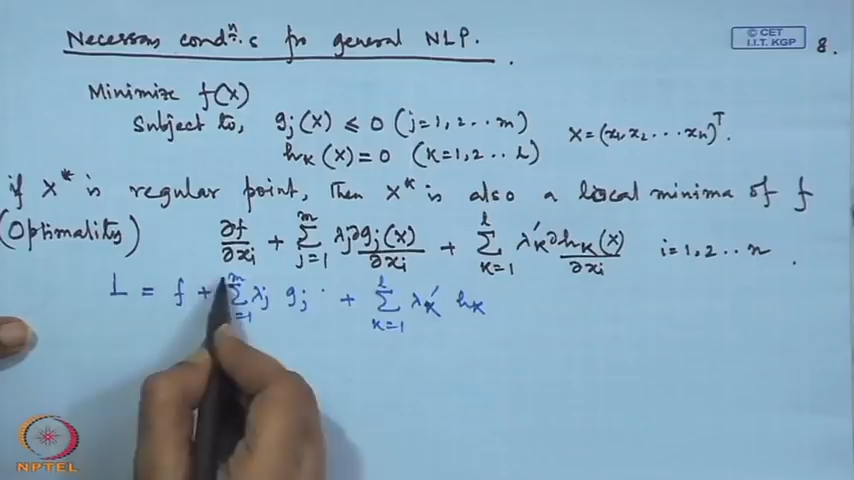 Necessary condⁿ.s for general NLP.
© CET
I.I.T. KGP
8.
Minimize f(X)
Subject to, gj(X) ≤ 0 (j=1,2..m)
hk(X)=0 (k=1,2..l)
X=(x1,x2....xn)ᵀ.
if X* is regular point, Then X* is also a local minima of f
(Optimality) ∂f/∂xi + Σ_{j=1}^{m} λj ∂gj(X)/∂xi + Σ_{k=1}^{l} λ'k ∂hk(X)/∂xi i=1,2..n .
L = f + Σ_{=1}^{m} λj gj + Σ_{k=1}^{l} λk' hk
NPTEL